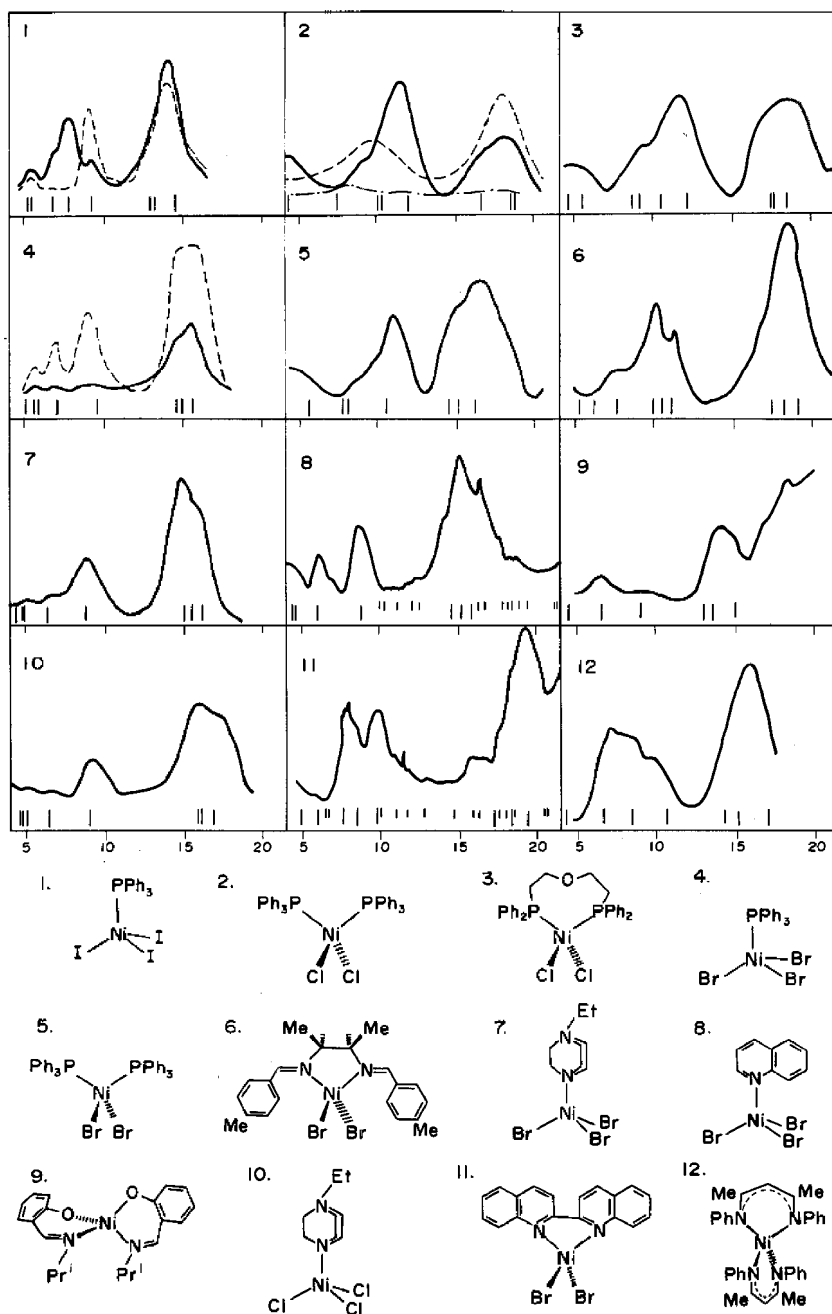 1
2
3
4
5
6
7
8
9
10
11
12
5 10 15 20
5 10 15 20
5 10 15 20
1.
PPh3
Ni
I
I
I
2.
Ph3P PPh3
Ni
Cl Cl
3.
O
Ph2P PPh2
Ni
Cl Cl
4.
PPh3
Ni
Br
Br
Br
5.
Ph3P PPh3
Ni
Br Br
6.
Me Me
N N
Ni
Br Br
Me
Me
7.
Et
N
N
Ni
Br
Br
Br
8.
N
Ni
Br
Br
Br
9.
O
O
Ni
N
N
Pri
Pri
10.
Et
N
N
Ni
Cl
Cl
Cl
11.
N N
Ni
Br Br
12.
Me Me
PhN NPh
Ni
PhN NPh
Me Me